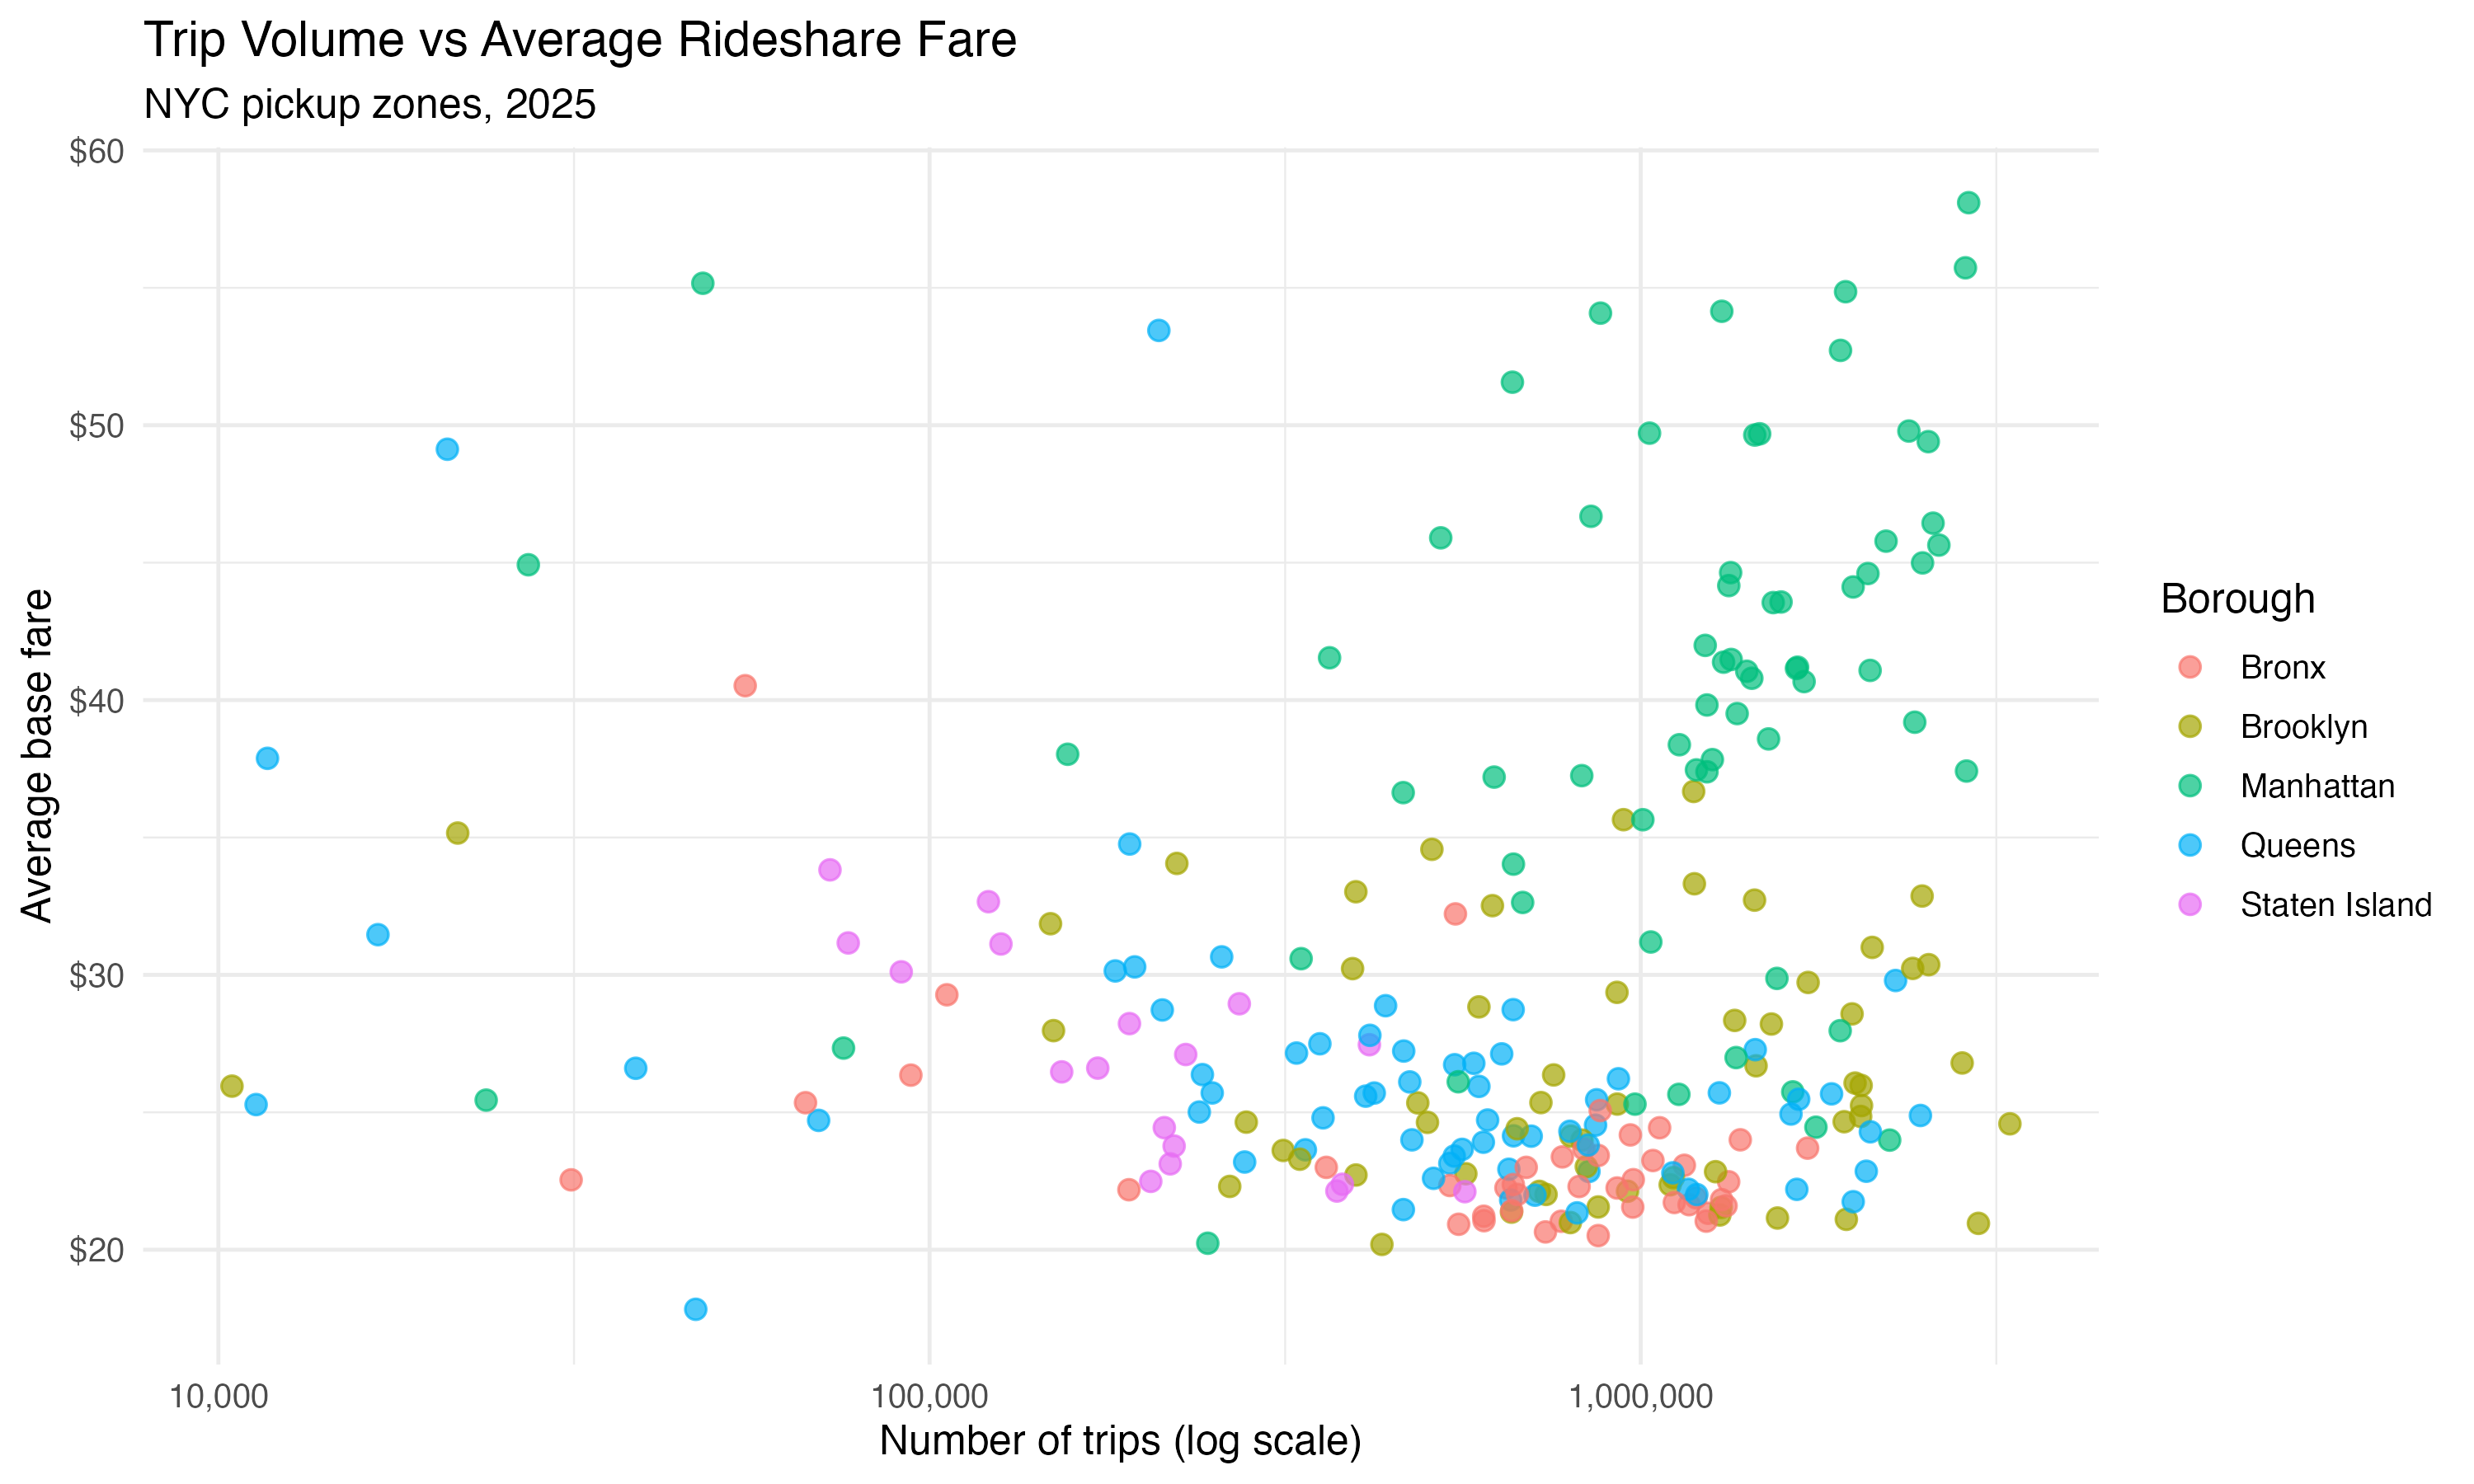 Trip Volume vs Average Rideshare Fare
NYC pickup zones, 2025
$60
$50
$40
$30
$20
Average base fare
10,000
100,000
1,000,000
Number of trips (log scale)
Borough
Bronx
Brooklyn
Manhattan
Queens
Staten Island